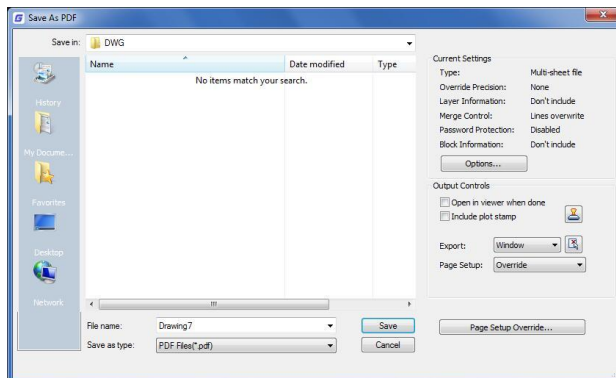 Save As PDF
Save in:
DWG
Name
Date modified
Type
No items match your search.
History
My Docume...
Favorites
Desktop
Network
File name:
Drawing7
Save
Save as type:
PDF Files(*.pdf)
Cancel
Current Settings
Type: Multi-sheet file
Override Precision: None
Layer Information: Don't include
Merge Control: Lines overwrite
Password Protection: Disabled
Block Information: Don't include
Options...
Output Controls
Open in viewer when done
Include plot stamp
Export: Window
Page Setup: Override
Page Setup Override...